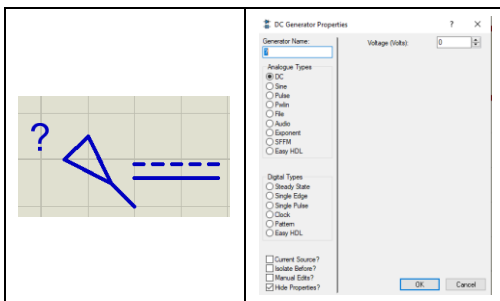 ?
DC Generator Properties ? ×
Generator Name:
?
Voltage (Volts): 0
Analogue Types
DC
Sine
Pulse
Pwlin
File
Audio
Exponent
SFFM
Easy HDL
Digital Types
Steady State
Single Edge
Single Pulse
Clock
Pattern
Easy HDL
Current Source?
Isolate Before?
Manual Edits?
Hide Properties?
OK Cancel